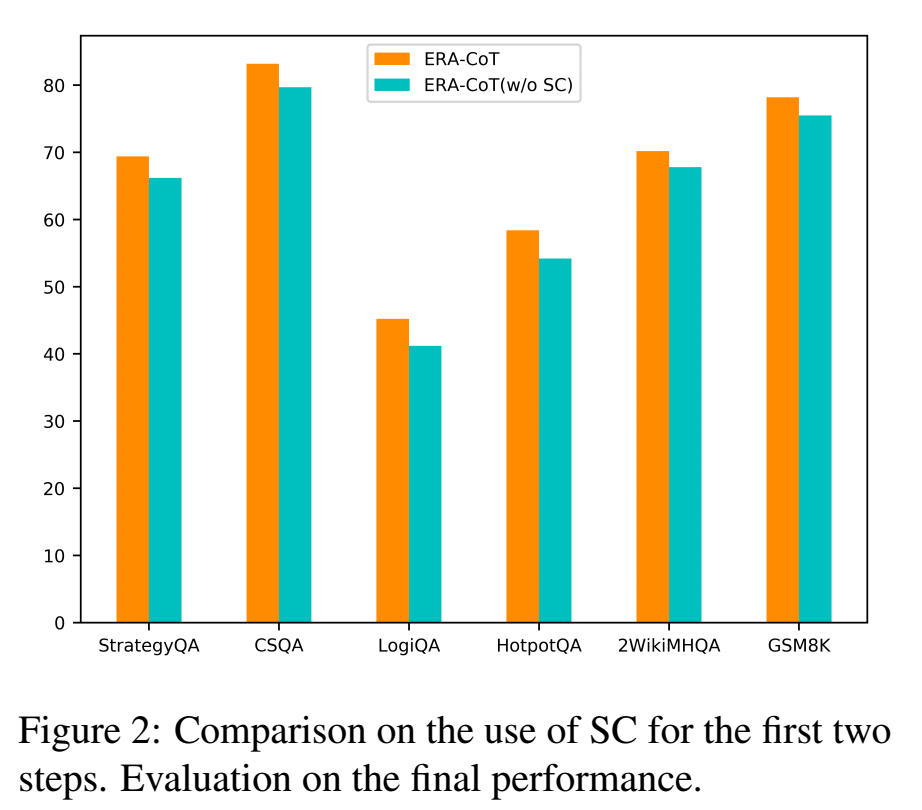 ERA-CoT
ERA-CoT(w/o SC)
80
70
60
50
40
30
20
10
0
StrategyQA CSQA LogiQA HotpotQA 2WikiMHQA GSM8K
Figure 2: Comparison on the use of SC for the first two
steps. Evaluation on the final performance.